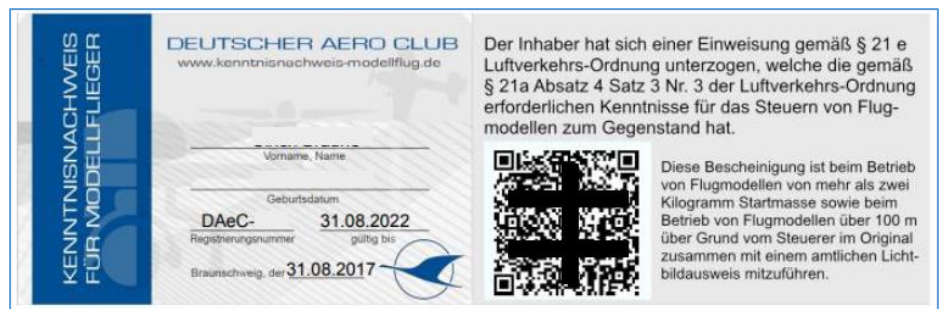 KENNTNISNACHWEIS
FÜR MODELLFLIEGER
DEUTSCHER AERO CLUB
www.kenntnisnachweis-modellflug.de
Vorname, Name
Geburtsdatum
DAeC- 31.08.2022
Registrierungsnummer gültig bis
Braunschweig, der 31.08.2017
Der Inhaber hat sich einer Einweisung gemäß § 21 e
Luftverkehrs-Ordnung unterzogen, welche die gemäß
§ 21a Absatz 4 Satz 3 Nr. 3 der Luftverkehrs-Ordnung
erforderlichen Kenntnisse für das Steuern von Flug-
modellen zum Gegenstand hat.
Diese Bescheinigung ist beim Betrieb
von Flugmodellen von mehr als zwei
Kilogramm Startmasse sowie beim
Betrieb von Flugmodellen über 100 m
über Grund vom Steuerer im Original
zusammen mit einem amtlichen Licht-
bildausweis mitzuführen.